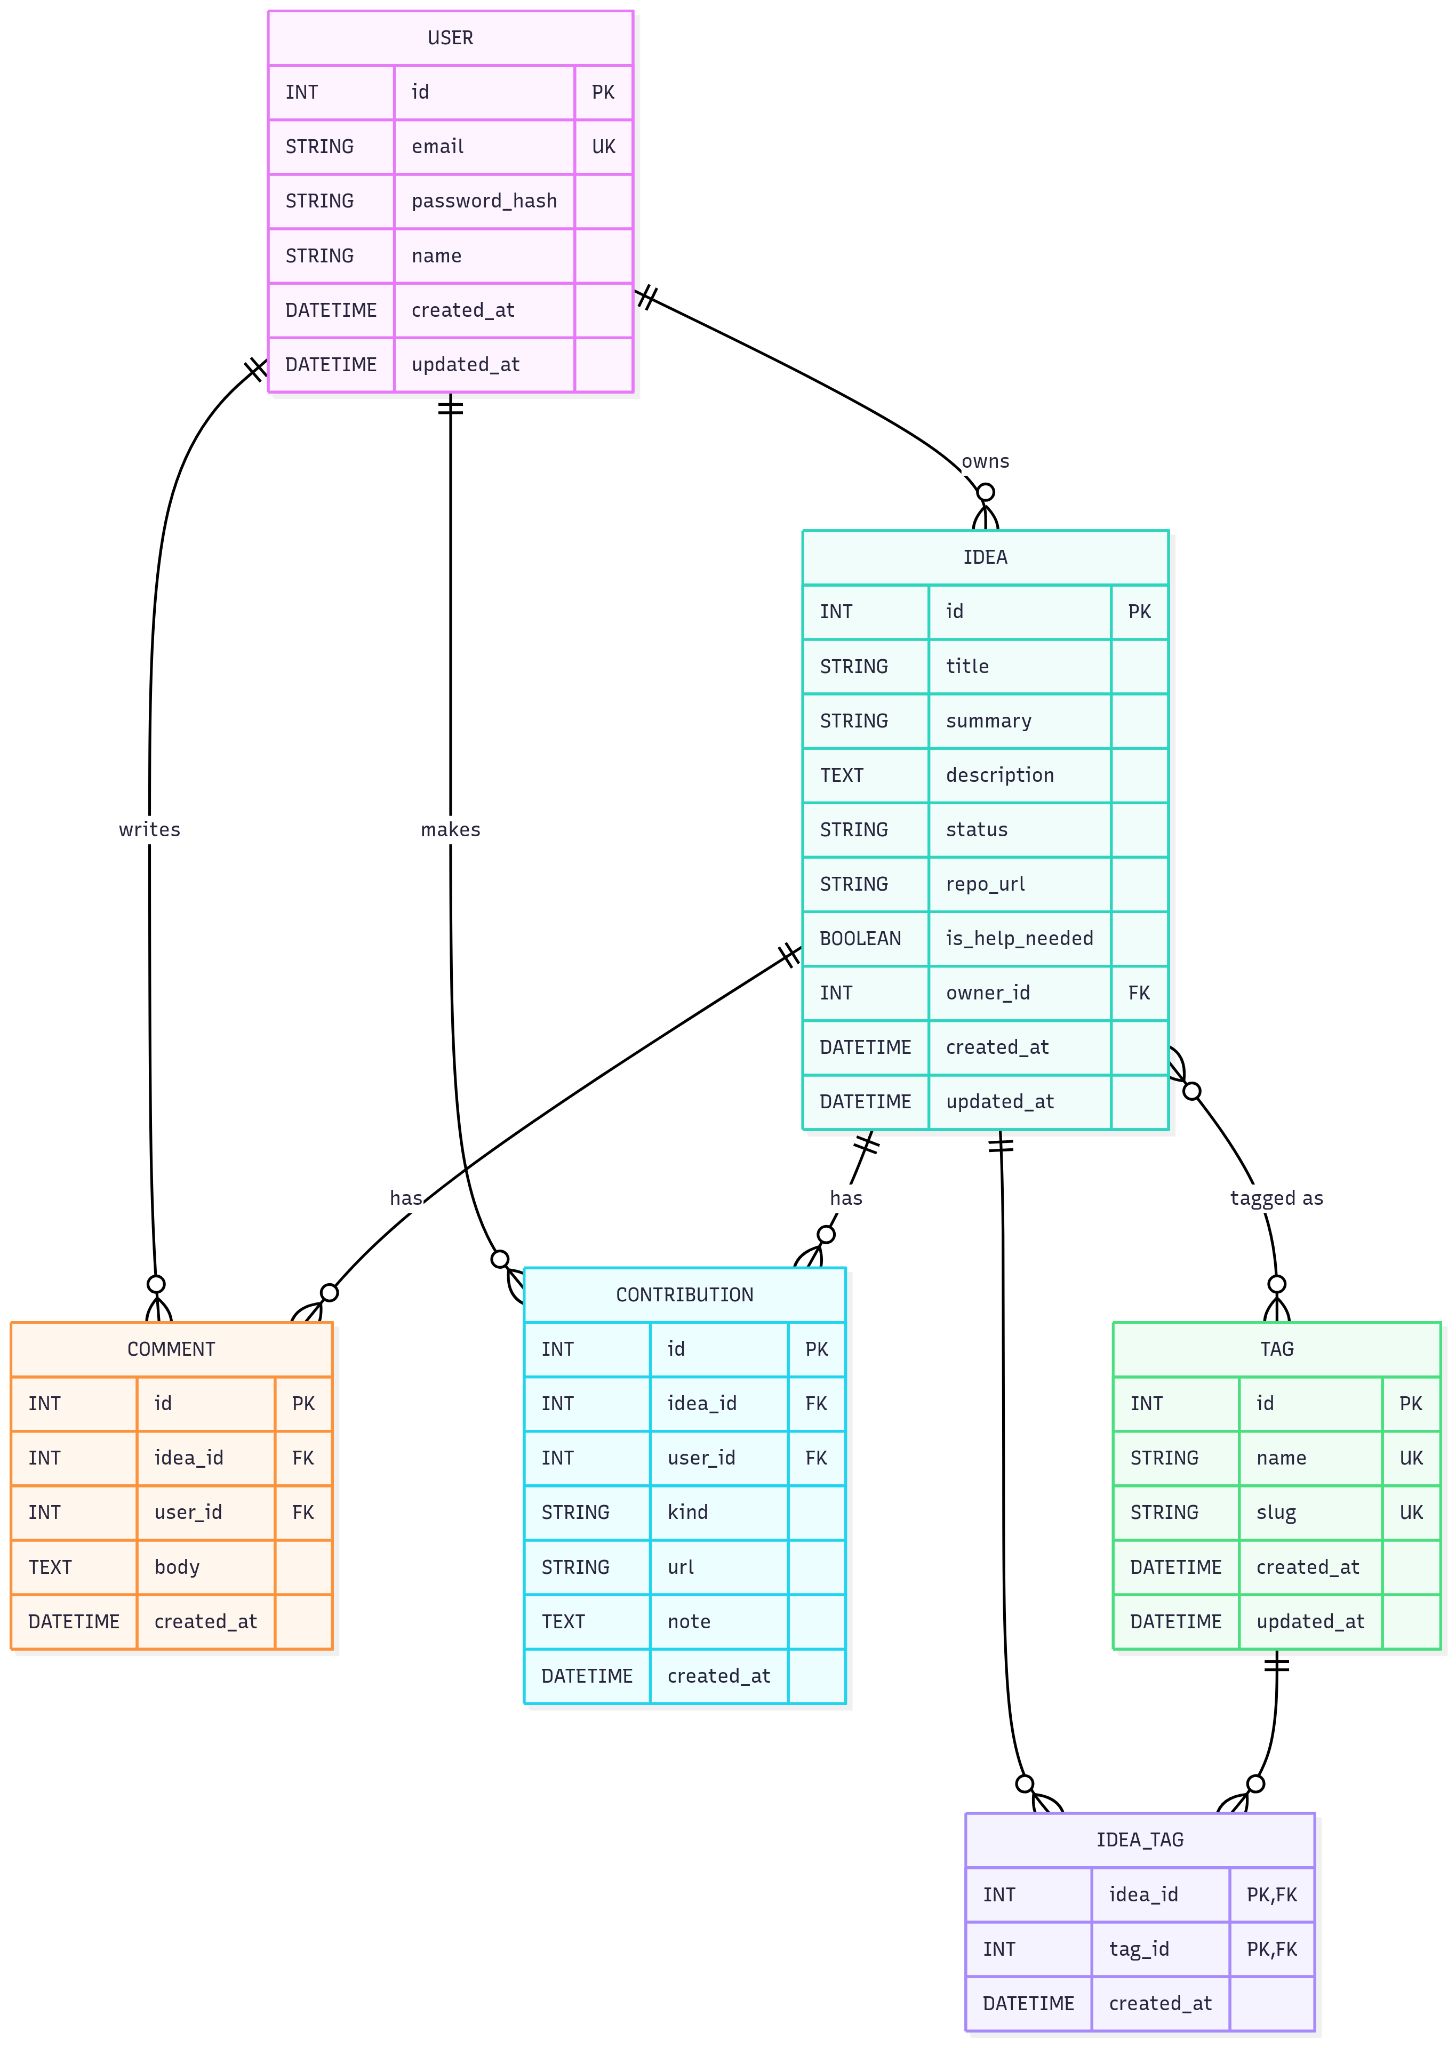 USER
INT id PK
STRING email UK
STRING password_hash
STRING name
DATETIME created_at
DATETIME updated_at
owns
IDEA
INT id PK
STRING title
STRING summary
TEXT description
STRING status
STRING repo_url
BOOLEAN is_help_needed
INT owner_id FK
DATETIME created_at
DATETIME updated_at
writes
makes
has
has
tagged as
COMMENT
INT id PK
INT idea_id FK
INT user_id FK
TEXT body
DATETIME created_at
CONTRIBUTION
INT id PK
INT idea_id FK
INT user_id FK
STRING kind
STRING url
TEXT note
DATETIME created_at
TAG
INT id PK
STRING name UK
STRING slug UK
DATETIME created_at
DATETIME updated_at
IDEA_TAG
INT idea_id PK,FK
INT tag_id PK,FK
DATETIME created_at